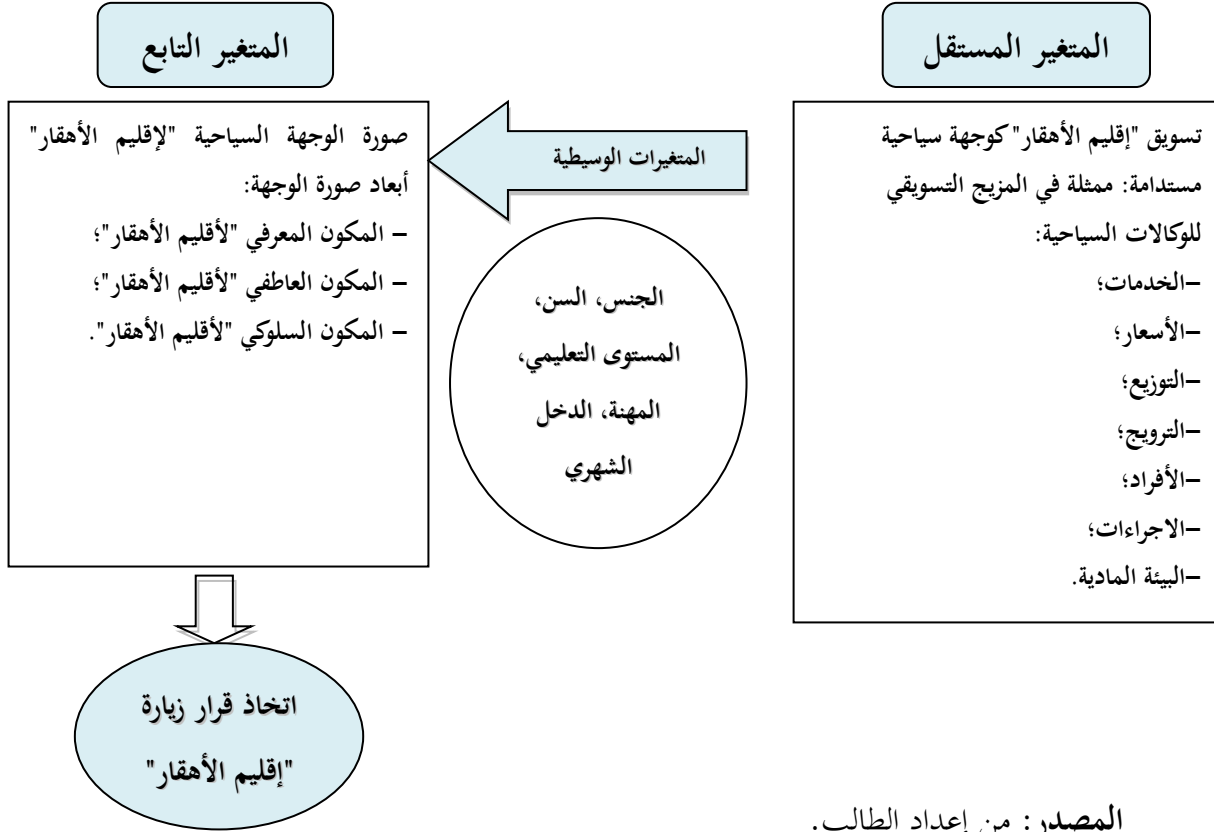 المتغير المستقل
المتغير التابع
تسويق "إقليم الأهقار" كوجهة سياحية
مستدامة: ممثلة في المزيج التسويقي
للوكالات السياحية:
–الخدمات؛
–الأسعار؛
–التوزيع؛
–الترويج؛
–الأفراد؛
–الاجراءات؛
–البيئة المادية.
المتغيرات الوسيطية
الجنس، السن،
المستوى التعليمي،
المهنة، الدخل
الشهري
صورة الوجهة السياحية "لإقليم الأهقار"
أبعاد صورة الوجهة:
– المكون المعرفي "لأقليم الأهقار"؛
– المكون العاطفي "لأقليم الأهقار"؛
– المكون السلوكي "لأقليم الأهقار".
اتخاذ قرار زيارة
"إقليم الأهقار"
المصدر: من إعداد الطالب.